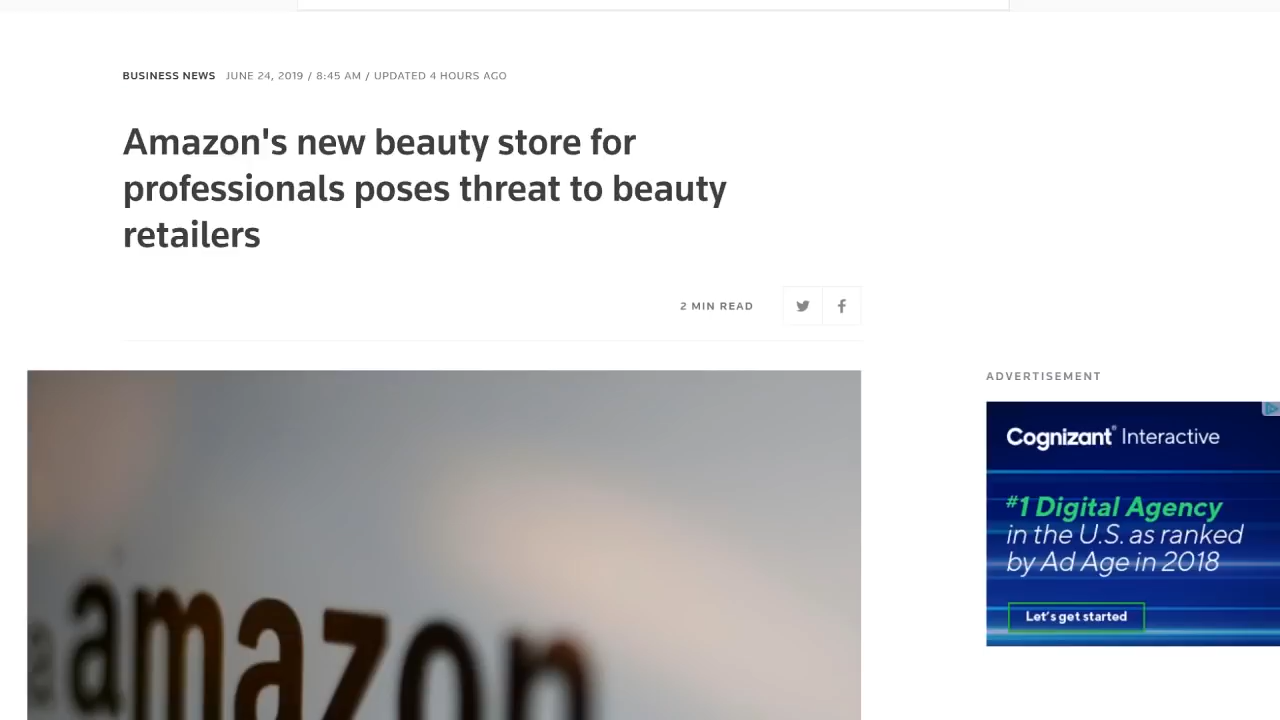 BUSINESS NEWS JUNE 24, 2019 / 8:45 AM / UPDATED 4 HOURS AGO
Amazon's new beauty store for
professionals poses threat to beauty
retailers
2 MIN READ
ADVERTISEMENT
Cognizant® Interactive
#1 Digital Agency
in the U.S. as ranked
by Ad Age in 2018
Let's get started
amazon